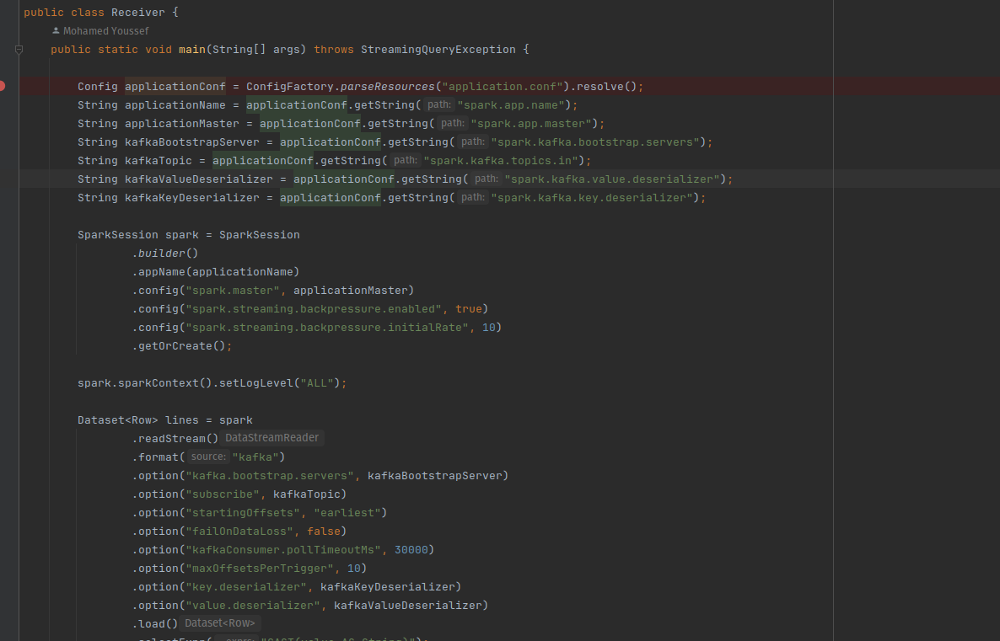 public class Receiver {
Mohamed Youssef
public static void main(String[] args) throws StreamingQueryException {
Config applicationConf = ConfigFactory.parseResources("application.conf").resolve();
String applicationName = applicationConf.getString( path: "spark.app.name");
String applicationMaster = applicationConf.getString( path: "spark.app.master");
String kafkaBootstrapServer = applicationConf.getString( path: "spark.kafka.bootstrap.servers");
String kafkaTopic = applicationConf.getString( path: "spark.kafka.topics.in");
String kafkaValueDeserializer = applicationConf.getString( path: "spark.kafka.value.deserializer");
String kafkaKeyDeserializer = applicationConf.getString( path: "spark.kafka.key.deserializer");
SparkSession spark = SparkSession
.builder()
.appName(applicationName)
.config("spark.master", applicationMaster)
.config("spark.streaming.backpressure.enabled", true)
.config("spark.streaming.backpressure.initialRate", 10)
.getOrCreate();
spark.sparkContext().setLogLevel("ALL");
Dataset<Row> lines = spark
.readStream() DataStreamReader
.format( source: "kafka")
.option("kafka.bootstrap.servers", kafkaBootstrapServer)
.option("subscribe", kafkaTopic)
.option("startingOffsets", "earliest")
.option("failOnDataLoss", false)
.option("kafkaConsumer.pollTimeoutMs", 30000)
.option("maxOffsetsPerTrigger", 10)
.option("key.deserializer", kafkaKeyDeserializer)
.option("value.deserializer", kafkaValueDeserializer)
.load() Dataset<Row>
.selectExpr( exprs: "CAST(value AS String)");